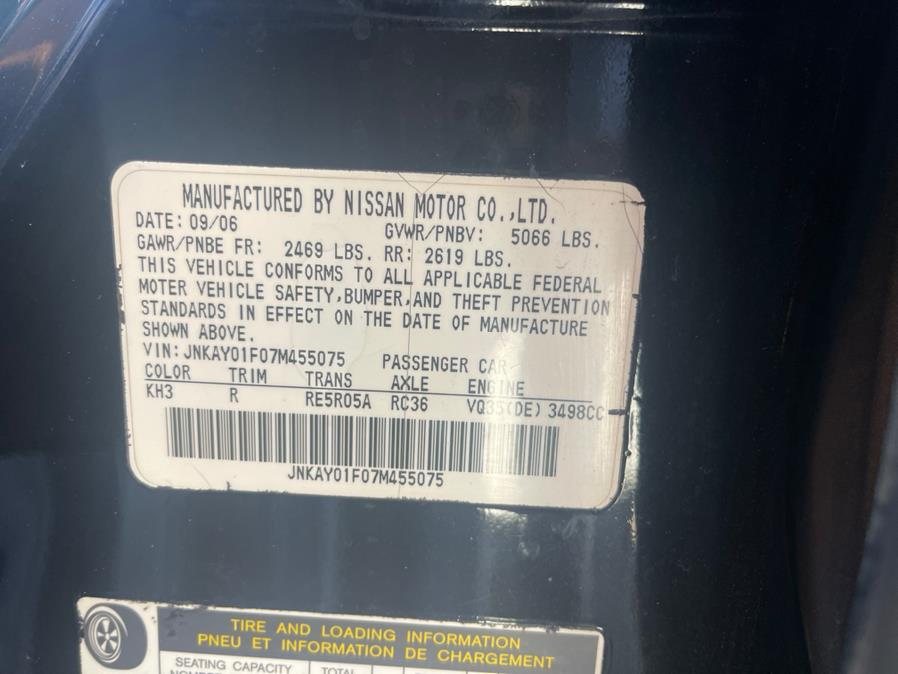 MANUFACTURED BY NISSAN MOTOR CO.,LTD.
DATE: 09/06 GVWR/PNBV: 5066 LBS.
GAWR/PNBE FR: 2469 LBS. RR: 2619 LBS.
THIS VEHICLE CONFORMS TO ALL APPLICABLE FEDERAL
MOTER VEHICLE SAFETY,BUMPER,AND THEFT PREVENTION
STANDARDS IN EFFECT ON THE DATE OF MANUFACTURE
SHOWN ABOVE.
VIN:JNKAY01F07M455075 PASSENGER CAR
COLOR TRIM TRANS AXLE ENGINE
KH3 R RE5R05A RC36 VQ35(DE) 3498CC
JNKAY01F07M455075
TIRE AND LOADING INFORMATION
PNEU ET INFORMATION DE CHARGEMENT
SEATING CAPACITY TOTAL